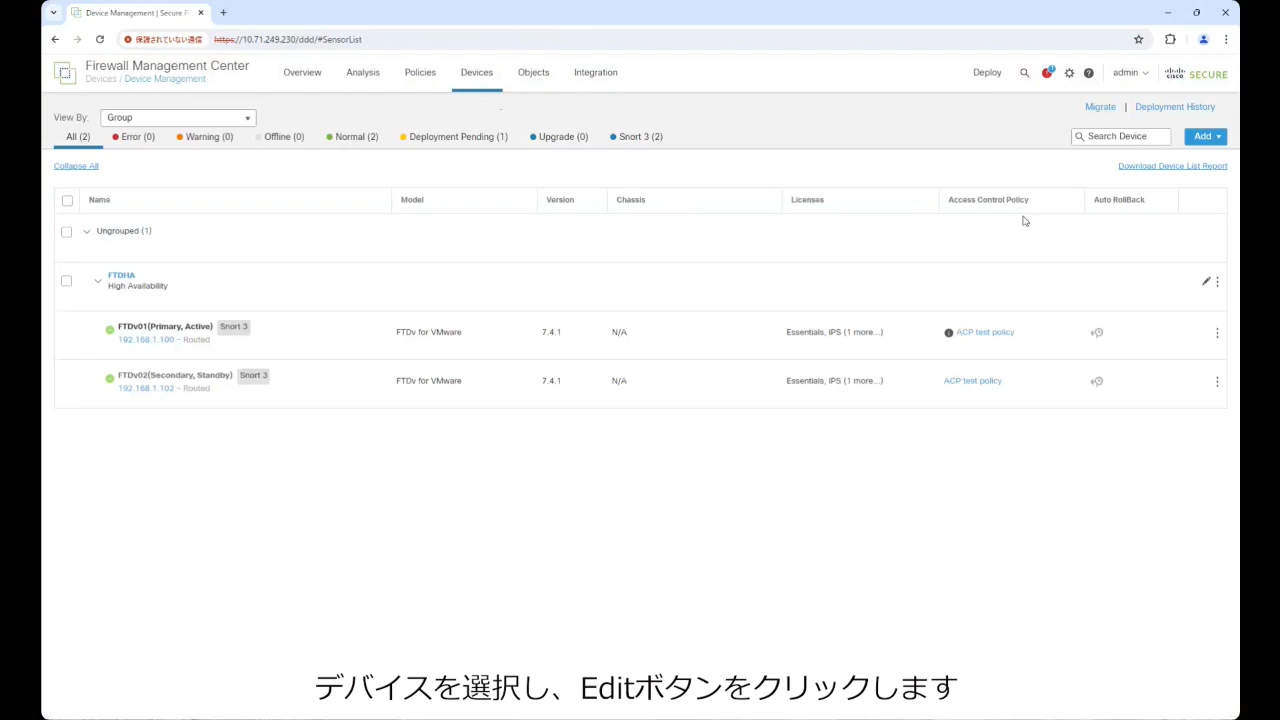 Device Management | Secure Fi
保護されていない通信 https://10.71.249.230/ddd/#SensorList
Firewall Management Center
Devices / Device Management
Overview Analysis Policies Devices Objects Integration
Deploy admin cisco SECURE
Migrate | Deployment History
View By: Group
All (2) Error (0) Warning (0) Offline (0) Normal (2) Deployment Pending (1) Upgrade (0) Snort 3 (2)
Search Device Add
Collapse All Download Device List Report
Name Model Version Chassis Licenses Access Control Policy Auto RollBack
Ungrouped (1)
FTDHA
High Availability
FTDv01(Primary, Active) Snort 3
192.168.1.100 - Routed
FTDv for VMware 7.4.1 N/A Essentials, IPS (1 more...) ACP test policy
FTDv02(Secondary, Standby) Snort 3
192.168.1.102 - Routed
FTDv for VMware 7.4.1 N/A Essentials, IPS (1 more...) ACP test policy
デバイスを選択し、Editボタンをクリックします